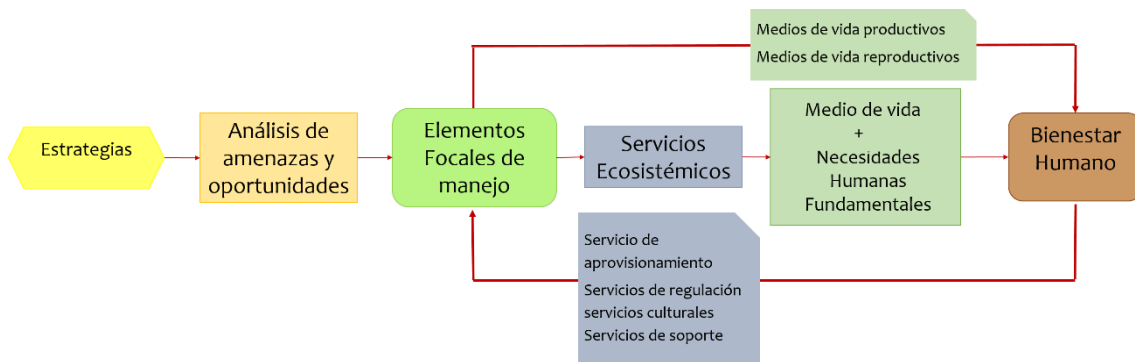 Medios de vida productivos
Medios de vida reproductivos
Estrategias
Análisis de
amenazas y
oportunidades
Elementos
Focales de
manejo
Servicios
Ecosistémicos
Medio de vida
+
Necesidades
Humanas
Fundamentales
Bienestar
Humano
Servicio de
aprovisionamiento
Servicios de regulación
servicios culturales
Servicios de soporte